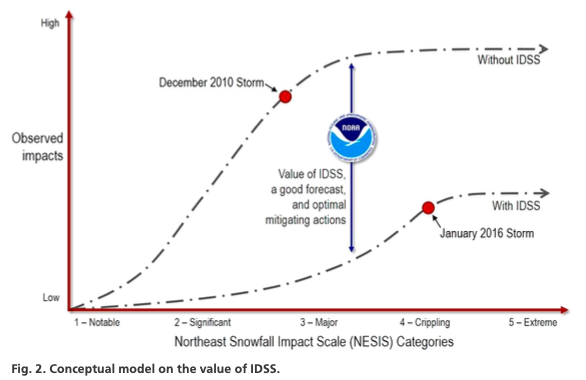 High
Without IDSS
December 2010 Storm
Observed
impacts
NOAA
Value of IDSS,
a good forecast,
and optimal
mitigating actions
With IDSS
January 2016 Storm
Low
1 – Notable
2 – Significant
3 – Major
4 – Crippling
5 – Extreme
Northeast Snowfall Impact Scale (NESIS) Categories
Fig. 2. Conceptual model on the value of IDSS.